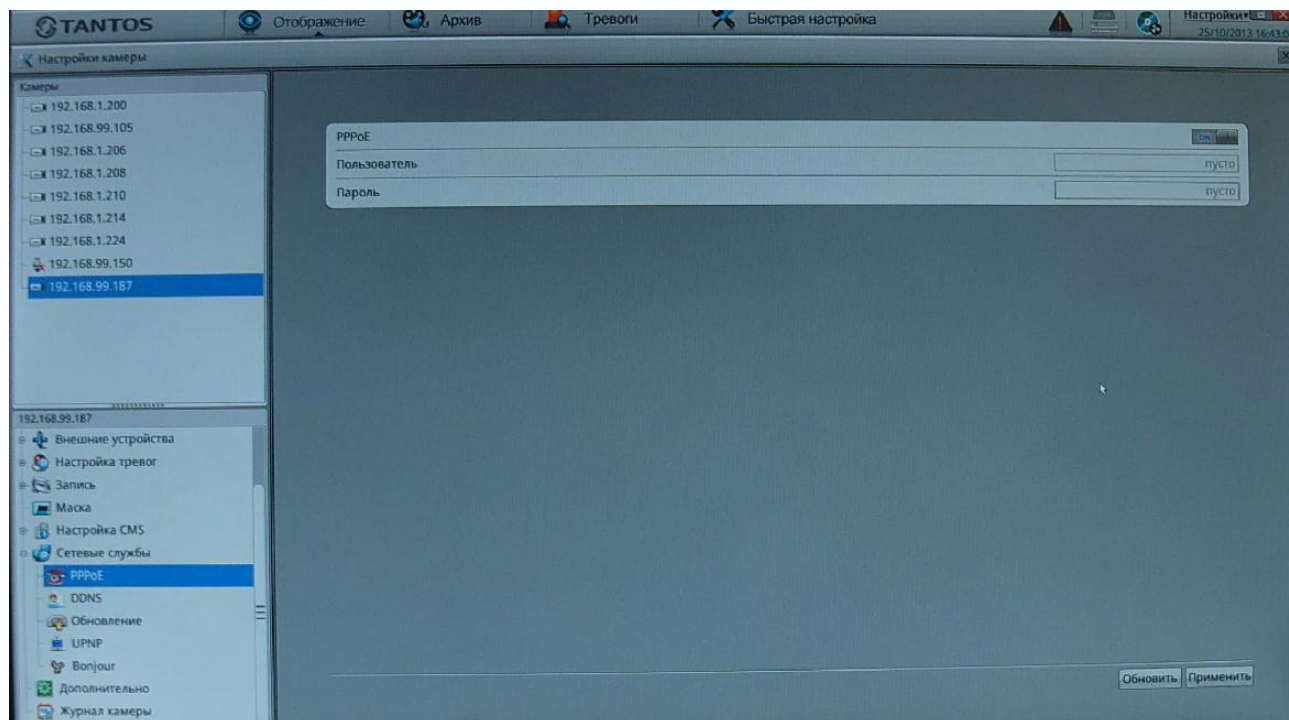 TANTOS
Отображение
Архив
Тревоги
Быстрая настройка
Настройки
25/10/2013 16:43:0
Настройки камеры
Камеры
192.168.1.200
192.168.99.105
192.168.1.206
192.168.1.208
192.168.1.210
192.168.1.214
192.168.1.224
192.168.99.150
192.168.99.187
PPPoE
ON
Пользователь
пусто
Пароль
пусто
192.168.99.187
Внешние устройства
Настройка тревог
Запись
Маска
Настройка CMS
Сетевые службы
PPPoE
DDNS
Обновление
UPNP
Bonjour
Дополнительно
Журнал камеры
Обновить Применить